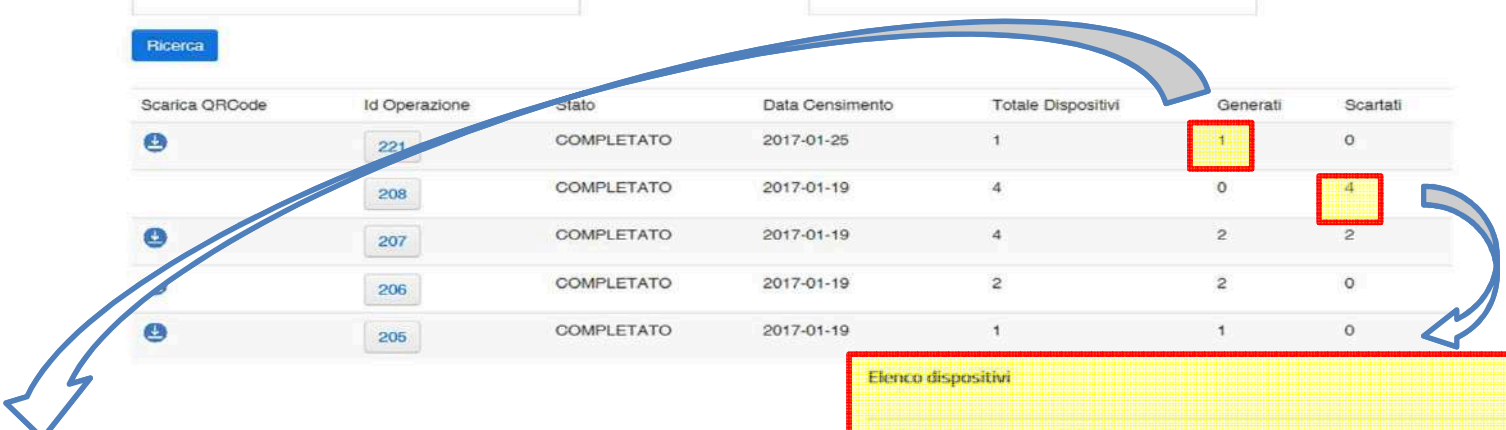 Ricerca
Scarica QRCode Id Operazione Stato Data Censimento Totale Dispositivi Generati Scartati
221 COMPLETATO 2017-01-25 1 1 0
208 COMPLETATO 2017-01-19 4 0 4
207 COMPLETATO 2017-01-19 4 2 2
206 COMPLETATO 2017-01-19 2 2 0
205 COMPLETATO 2017-01-19 1 1 0
Elenco dispositivi